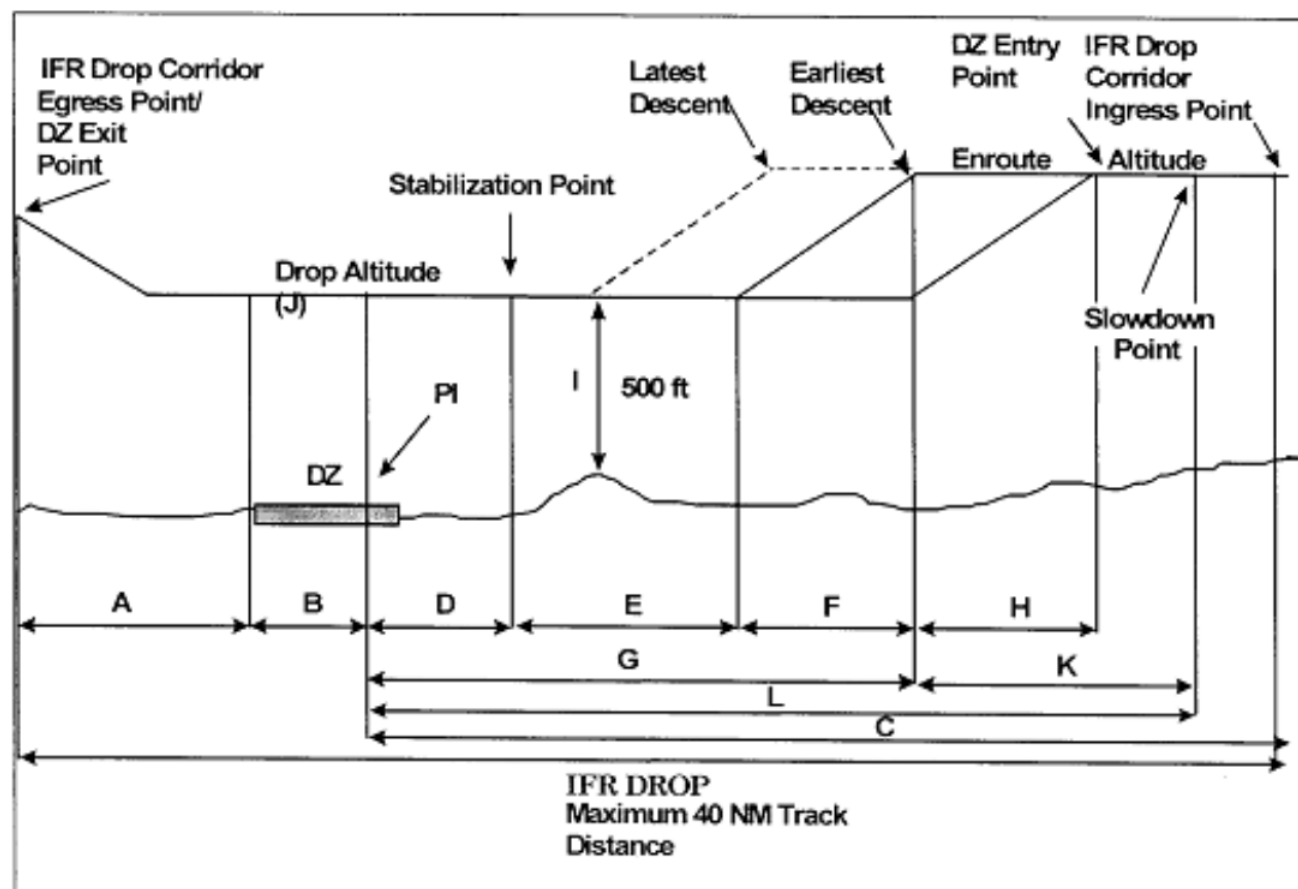 IFR Drop Corridor
Egress Point/
DZ Exit
Point
Latest
Descent
Earliest
Descent
DZ Entry
Point
IFR Drop
Corridor
Ingress Point
Enroute
Altitude
Stabilization Point
Drop Altitude
(J)
Slowdown
Point
I
500 ft
PI
DZ
A
B
D
E
F
H
G
K
L
C
IFR DROP
Maximum 40 NM Track
Distance